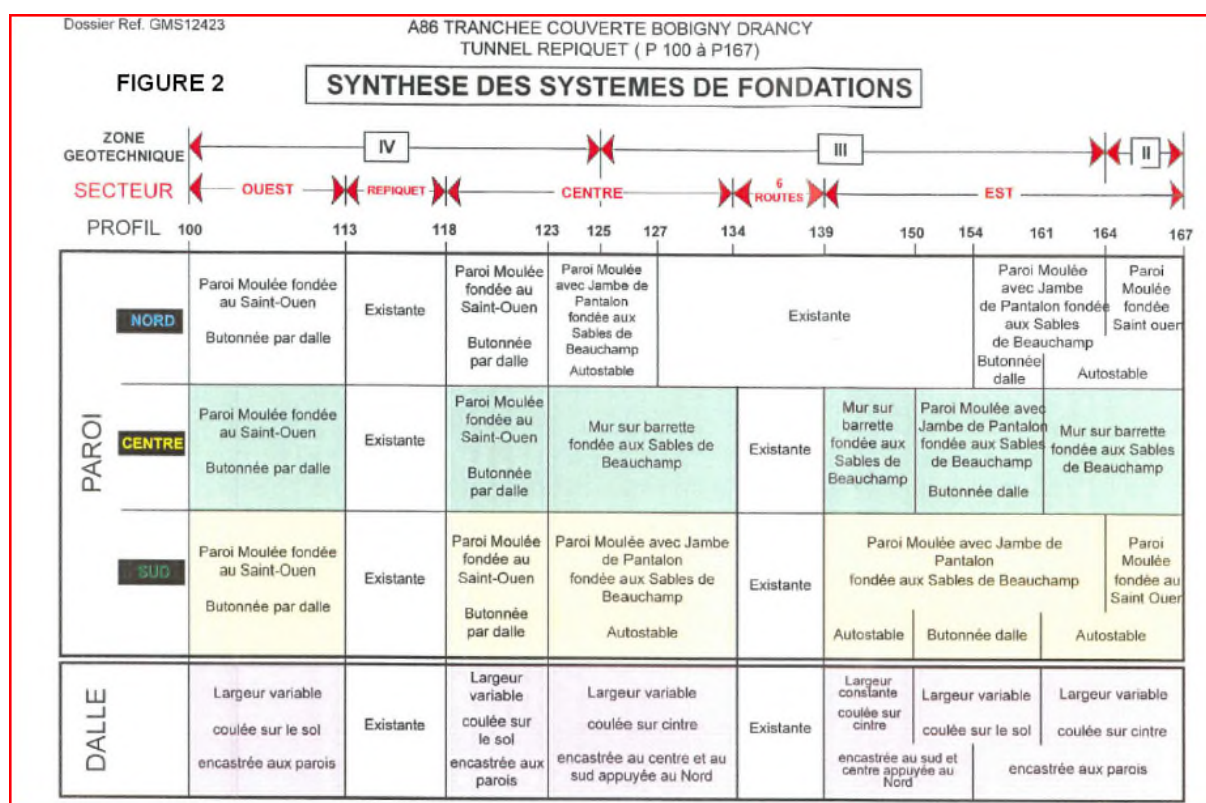 Dossier Ref. GMS12423
A86 TRANCHEE COUVERTE BOBIGNY DRANCY
TUNNEL REPIQUET ( P 100 à P167)
FIGURE 2
SYNTHESE DES SYSTEMES DE FONDATIONS
ZONE
GEOTECHNIQUE
IV
III
II
SECTEUR
OUEST
REPIQUET
CENTRE
6
ROUTES
EST
PROFIL
100
113
118
123
125
127
134
139
150
154
161
164
167
PAROI
NORD
Paroi Moulée fondée
au Saint-Ouen
Butonnée par dalle
Existante
Paroi Moulée
fondée au
Saint-Ouen
Butonnée
par dalle
Paroi Moulée
avec Jambe de
Pantalon
fondée aux
Sables de
Beauchamp
Autostable
Existante
Paroi Moulée
avec Jambe
de Pantalon fondée
aux Sables
de Beauchamp
Butonnée
dalle
Paroi
Moulée
fondée
Saint ouen
Autostable
CENTRE
Paroi Moulée fondée
au Saint-Ouen
Butonnée par dalle
Existante
Paroi Moulée
fondée au
Saint-Ouen
Butonnée
par dalle
Mur sur barrette
fondée aux Sables de
Beauchamp
Existante
Mur sur
barrette
fondée aux
Sables de
Beauchamp
Paroi Moulée avec
Jambe de Pantalon
fondée aux Sables
de Beauchamp
Butonnée dalle
Mur sur barrette
fondée aux Sables
de Beauchamp
SUD
Paroi Moulée fondée
au Saint-Ouen
Butonnée par dalle
Existante
Paroi Moulée
fondée au
Saint-Ouen
Butonnée
par dalle
Paroi Moulée avec Jambe
de Pantalon
fondée aux Sables de
Beauchamp
Autostable
Existante
Paroi Moulée avec Jambe de
Pantalon
fondée aux Sables de Beauchamp
Autostable
Butonnée dalle
Paroi
Moulée
fondée au
Saint Ouen
Autostable
DALLE
Largeur variable
coulée sur le sol
encastrée aux parois
Existante
Largeur
variable
coulée sur
le sol
encastrée aux
parois
Largeur variable
coulée sur cintre
encastrée au centre et au
sud appuyée au Nord
Existante
Largeur
constante
coulée sur
cintre
Largeur variable
coulée sur le sol
encastrée au sud et
centre appuyée au
Nord
Largeur variable
coulée sur cintre
encastrée aux parois